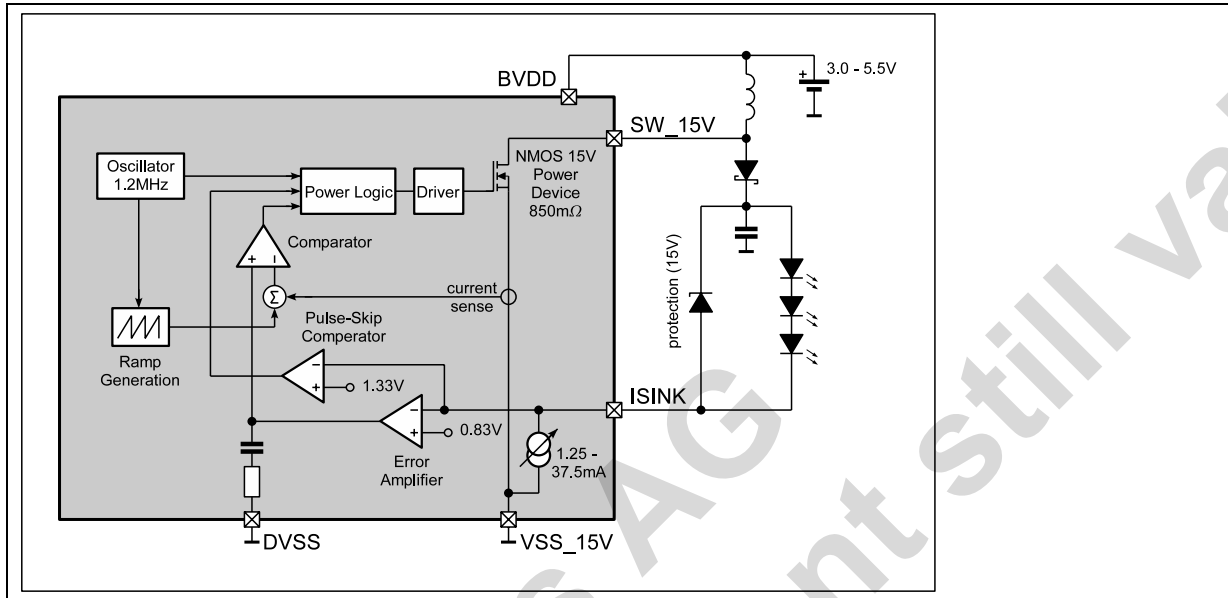 BVDD
3.0 - 5.5V
SW_15V
Oscillator
1.2MHz
Power Logic
Driver
NMOS 15V
Power
Device
850mΩ
Comparator
+ −
Σ
current
sense
protection (15V)
Ramp
Generation
Pulse-Skip
Comperator
−
+
1.33V
ISINK
−
+
0.83V
Error
Amplifier
1.25 -
37.5mA
DVSS
VSS_15V
+
AG
still